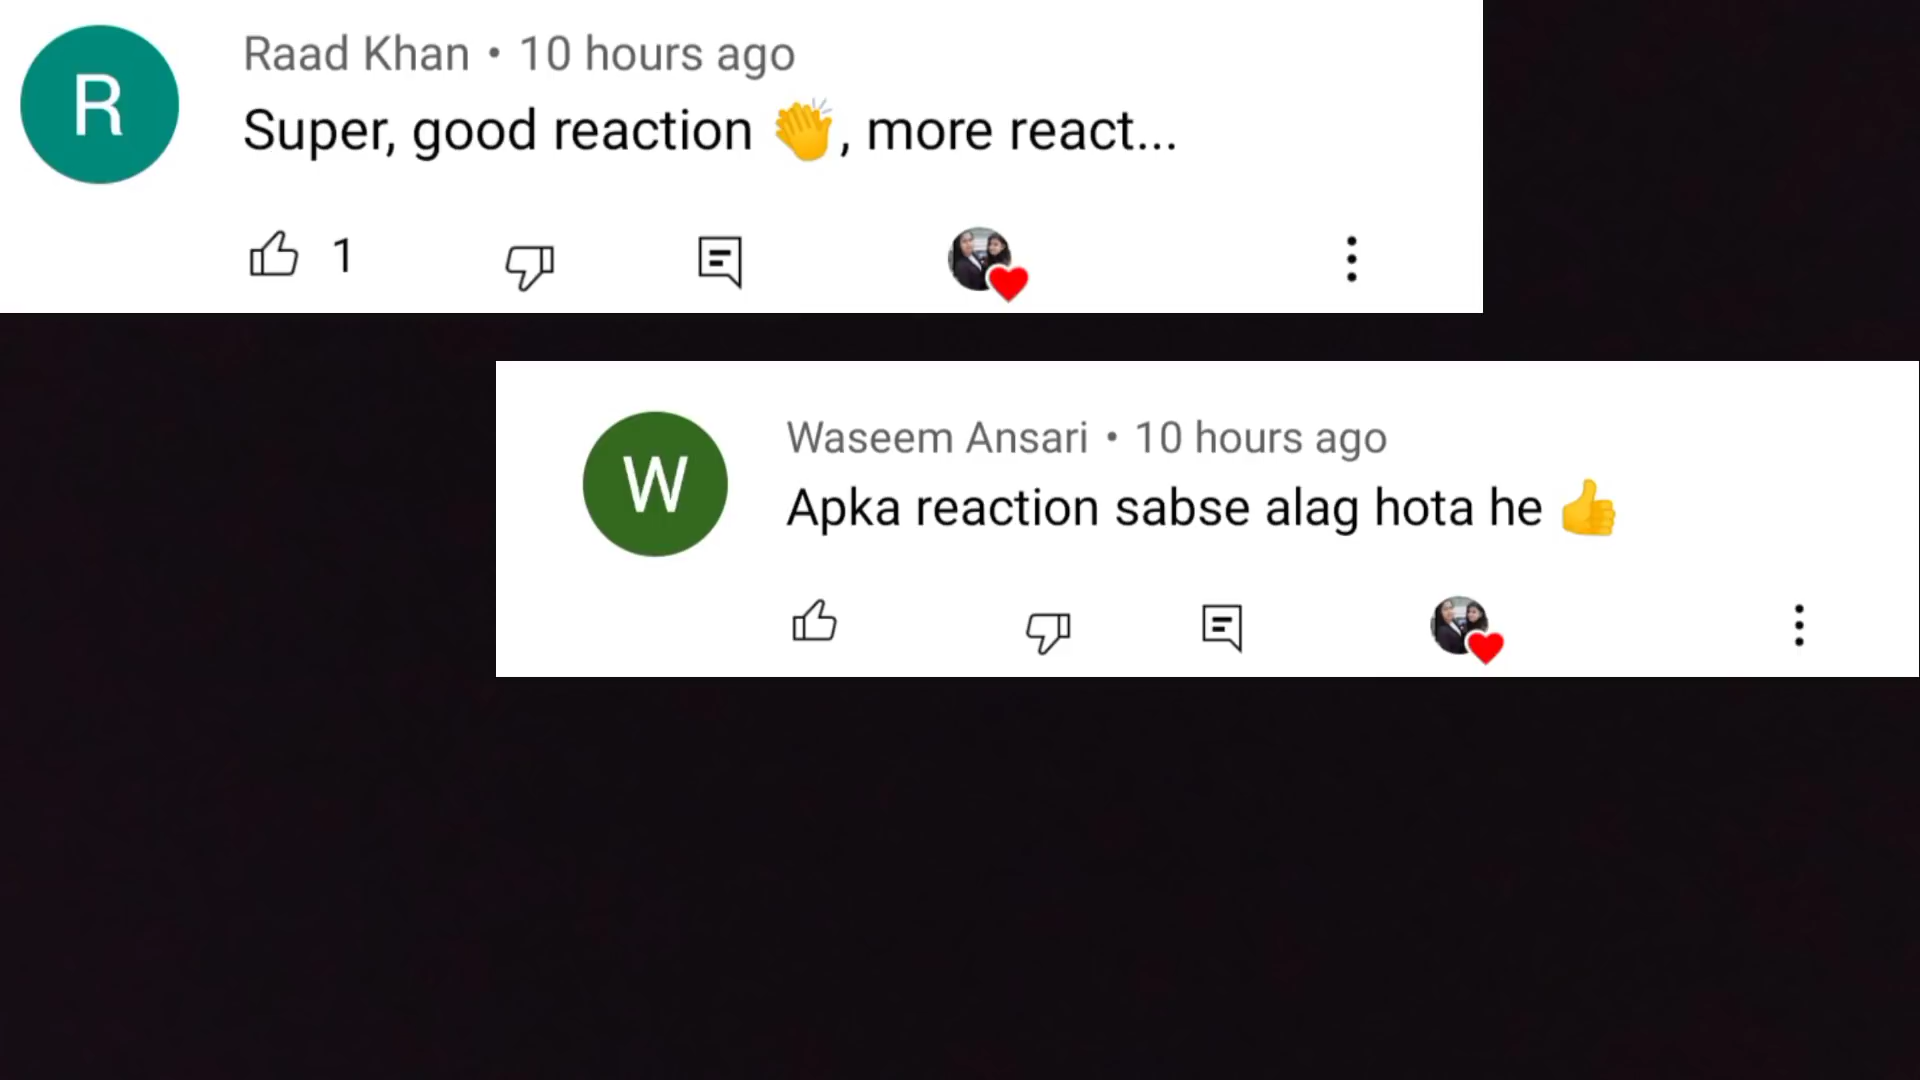 R
Raad Khan • 10 hours ago
Super, good reaction 👏, more react...
1
W
Waseem Ansari • 10 hours ago
Apka reaction sabse alag hota he 👍